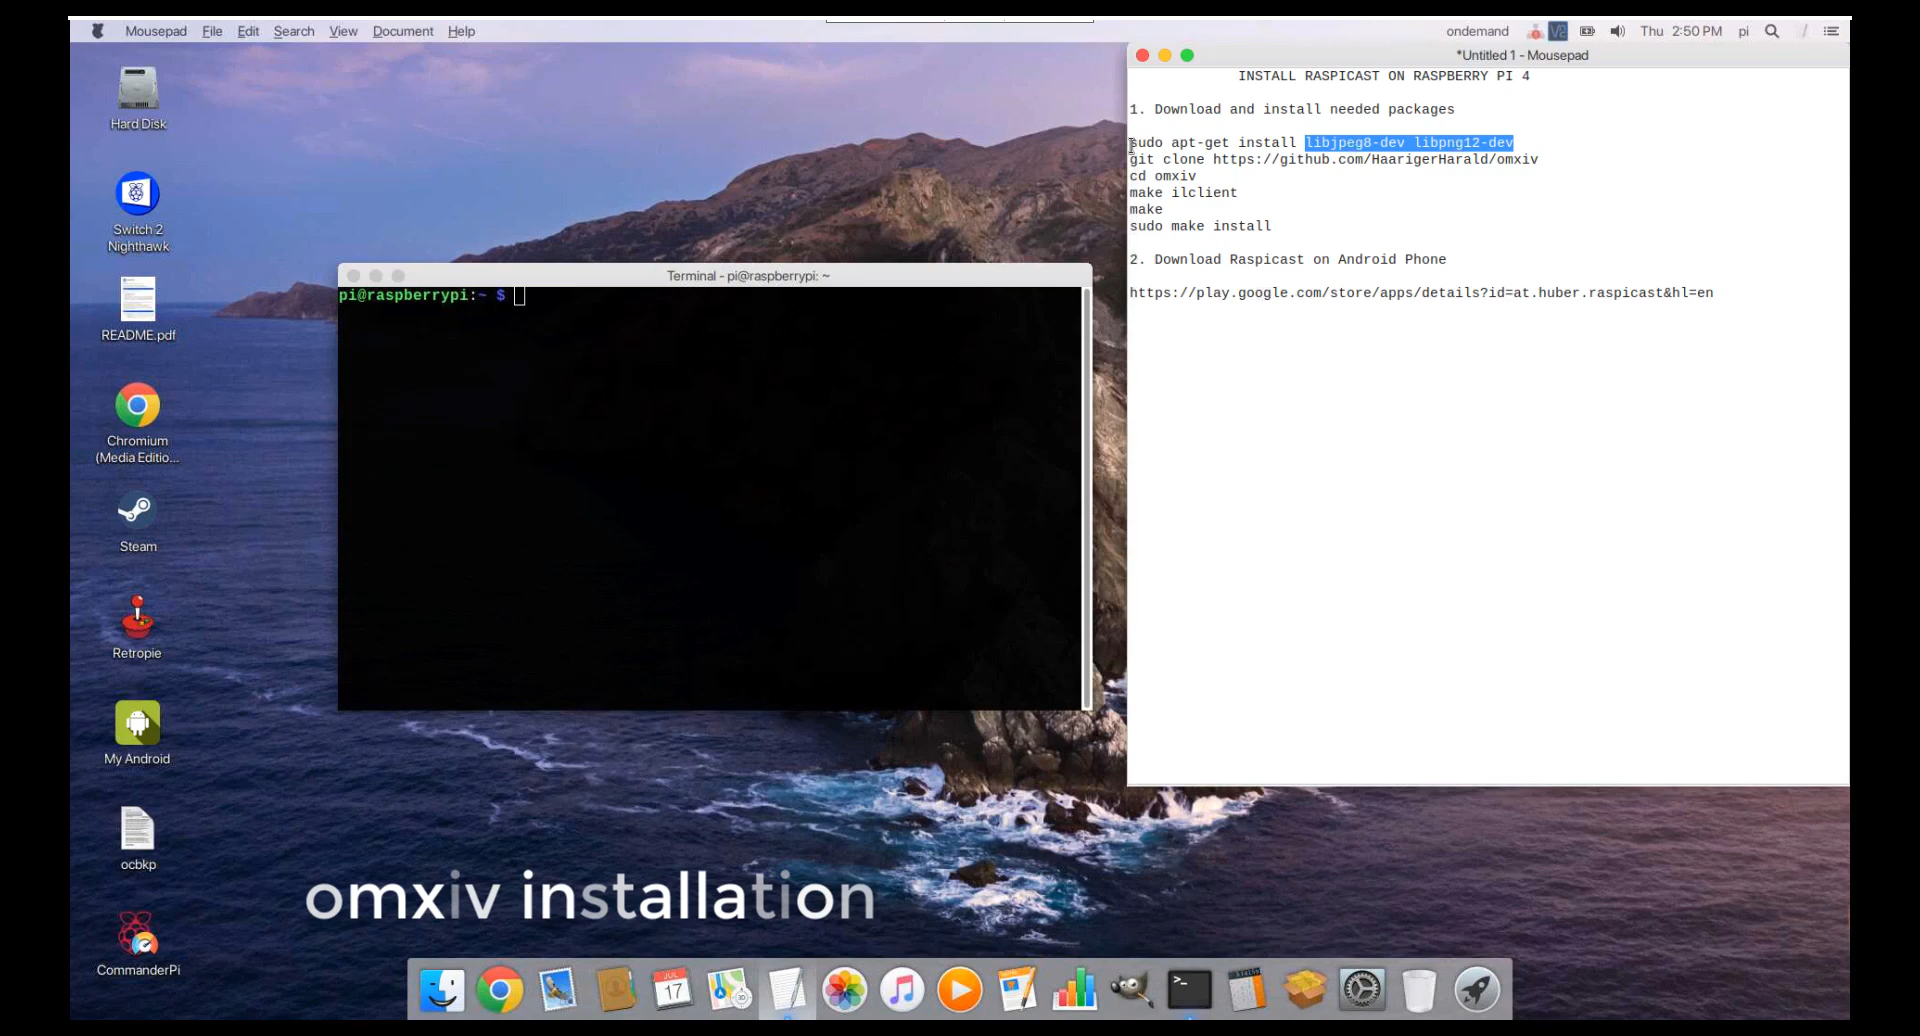 Mousepad File Edit Search View Document Help
ondemand V2 Thu 2:50 PM pi
Hard Disk
Switch 2
Nighthawk
README.pdf
Chromium
(Media Editio...
Steam
Retropie
My Android
ocbkp
CommanderPi
Terminal - pi@raspberrypi: ~
pi@raspberrypi:~ $
*Untitled 1 - Mousepad
INSTALL RASPICAST ON RASPBERRY PI 4
1. Download and install needed packages
sudo apt-get install libjpeg8-dev libpng12-dev
git clone https://github.com/HaarigerHarald/omxiv
cd omxiv
make ilclient
make
sudo make install
2. Download Raspicast on Android Phone
https://play.google.com/store/apps/details?id=at.huber.raspicast&hl=en
omxiv installation
JUL
17
3D
>_